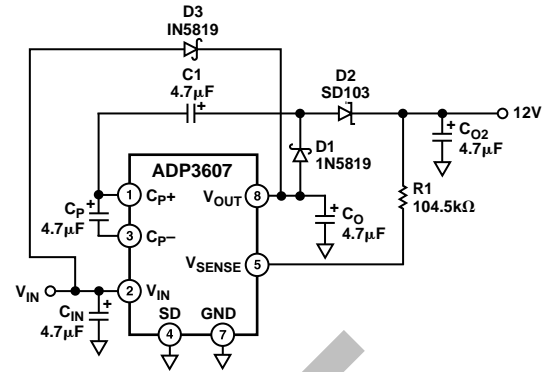 D3
IN5819
C1
4.7µF
+
D2
SD103
12V
+
CO2
4.7µF
D1
1N5819
R1
104.5kΩ
ADP3607
1
CP+
VOUT
8
+
CO
4.7µF
CP
+
4.7µF
3
CP–
VSENSE
5
VIN
2
VIN
CIN
+
4.7µF
SD
GND
4
7